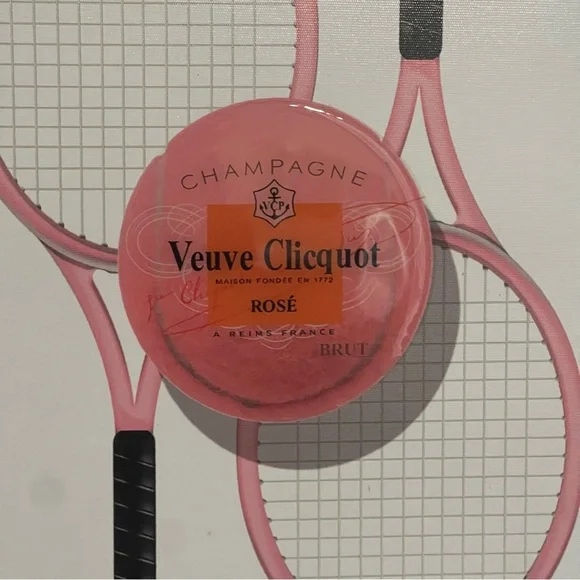 CHAMPAGNE
VCP
Veuve Clicquot
MAISON FONDÉE EN 1772
ROSÉ
A REIMS FRANCE
BRUT